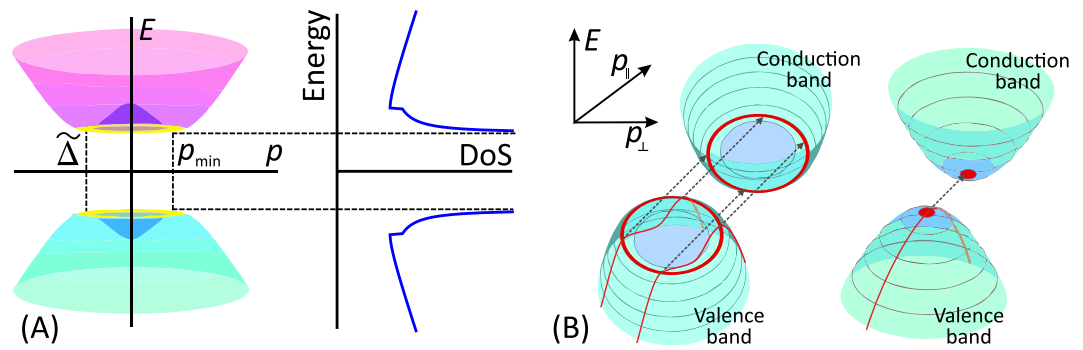 E
Δ̃
p_min
p
(A)
Energy
DoS
E
p_∥
p_⊥
Conduction
band
Valence
band
Conduction
band
Valence
band
(B)